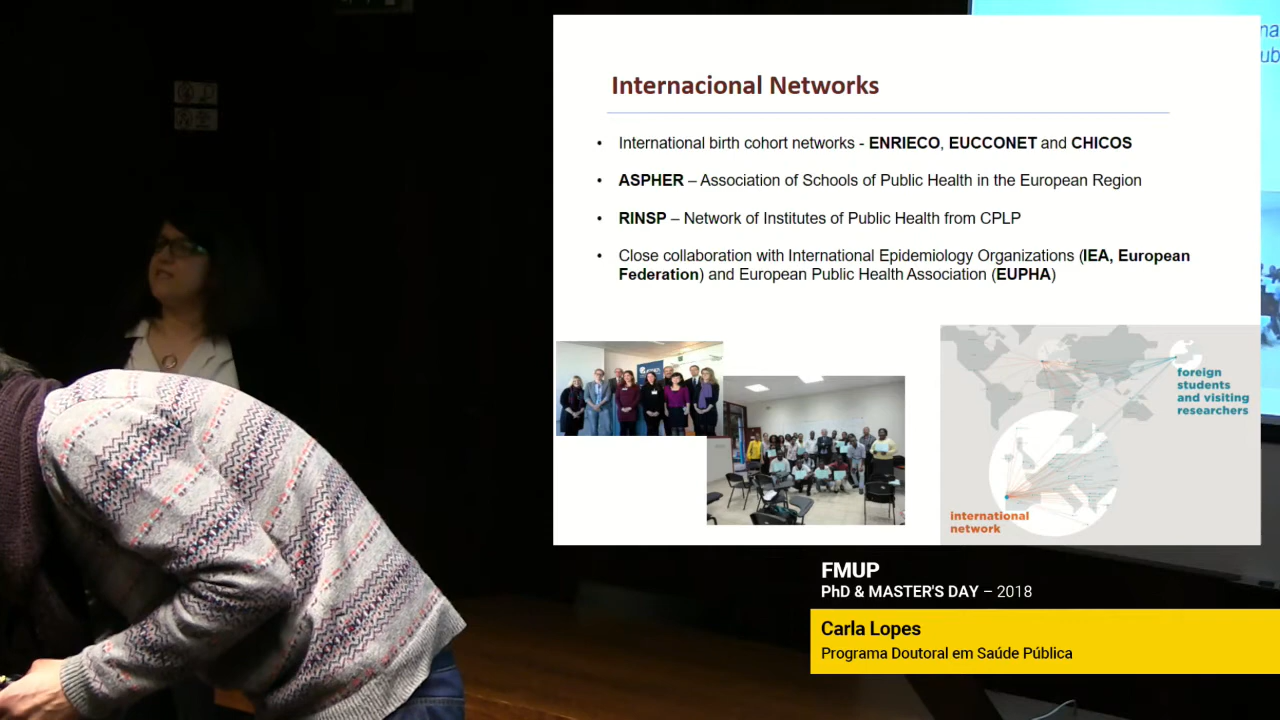 Internacional Networks
• International birth cohort networks - ENRIECO, EUCCONET and CHICOS
• ASPHER – Association of Schools of Public Health in the European Region
• RINSP – Network of Institutes of Public Health from CPLP
• Close collaboration with International Epidemiology Organizations (IEA, European
Federation) and European Public Health Association (EUPHA)
foreign
students
and visiting
researchers
international
network
FMUP
PhD & MASTER'S DAY – 2018
Carla Lopes
Programa Doutoral em Saúde Pública